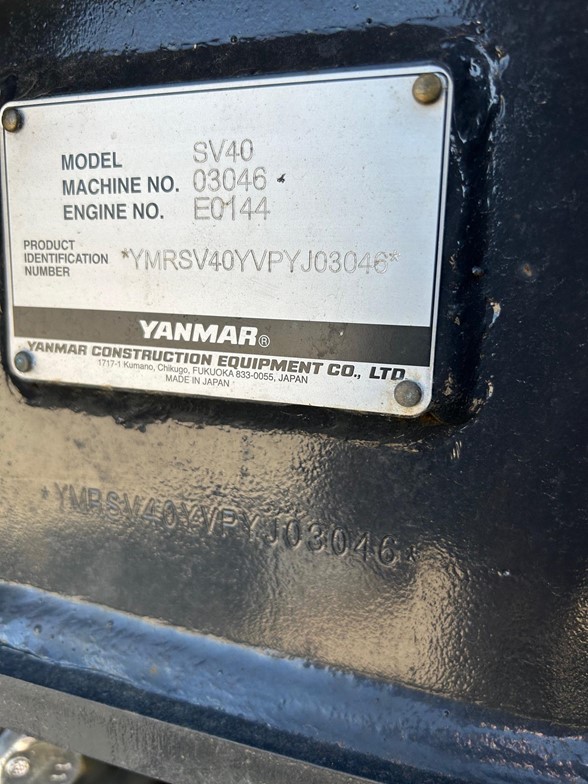 MODEL SV40
MACHINE NO. 03046
ENGINE NO. E0144
PRODUCT
IDENTIFICATION *YMRSV40YVPYJ03046*
NUMBER
YANMAR®
YANMAR CONSTRUCTION EQUIPMENT CO., LTD.
1717-1 Kumano, Chikugo, FUKUOKA 833-0055, JAPAN
MADE IN JAPAN
*YMRSV40YVPYJ03046*